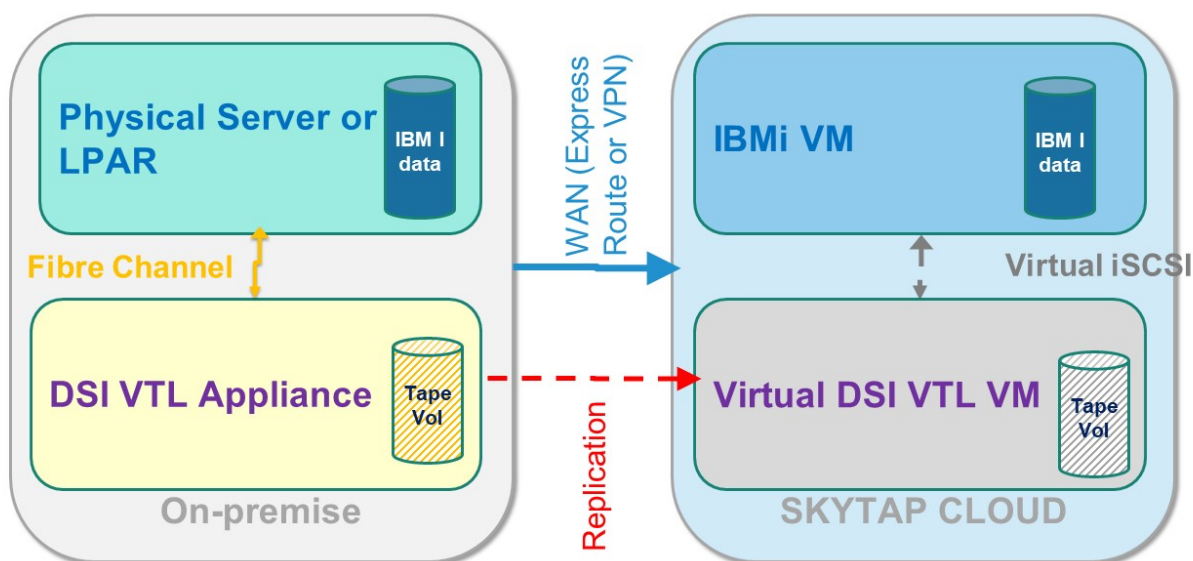 Physical Server or
LPAR
IBM I
data
Fibre Channel
DSI VTL Appliance
Tape
Vol
On-premise
WAN (Express
Route or VPN)
Replication
IBMi VM
IBM I
data
Virtual iSCSI
Virtual DSI VTL VM
Tape
Vol
SKYTAP CLOUD